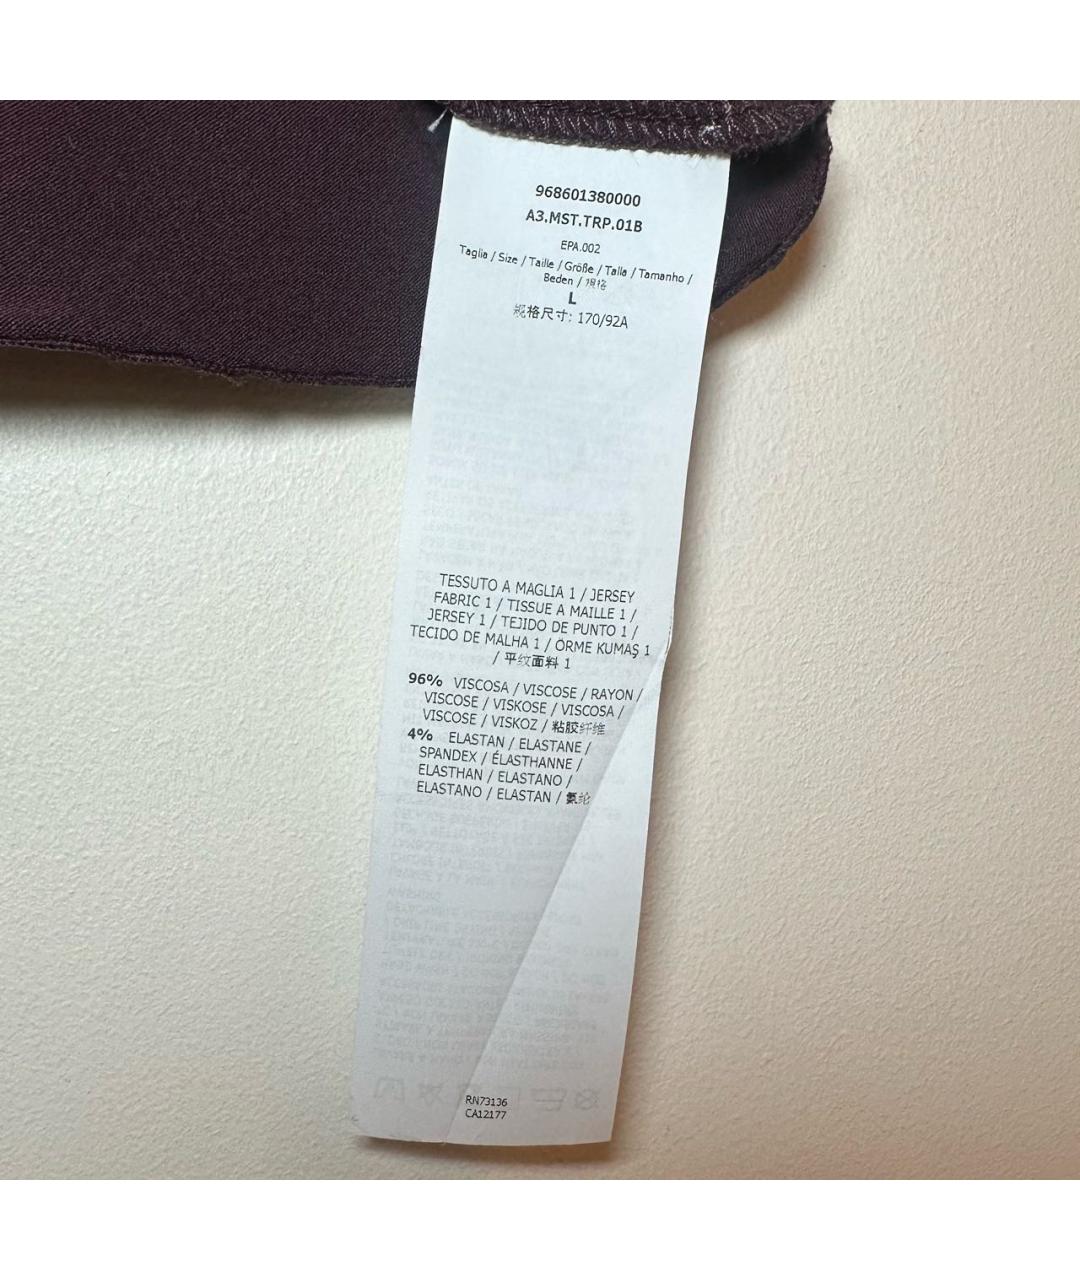 968601380000
A3.MST.TRP.01B
EPA.002
Taglia / Size / Taille / Größe / Talla / Tamanho /
Beden / 規格
L
规格尺寸: 170/92A
TESSUTO A MAGLIA 1 / JERSEY
FABRIC 1 / TISSUE A MAILLE 1 /
JERSEY 1 / TEJIDO DE PUNTO 1 /
TECIDO DE MALHA 1 / ÖRME KUMAŞ 1
/ 平纹面料 1
96% VISCOSA / VISCOSE / RAYON /
VISCOSE / VISKOSE / VISCOSA /
VISCOSE / VISKOZ / 粘胶纤维
4% ELASTAN / ELASTANE /
SPANDEX / ÉLASTHANNE /
ELASTHAN / ELASTANO /
ELASTANO / ELASTAN / 氨纶
RN73136
CA12177